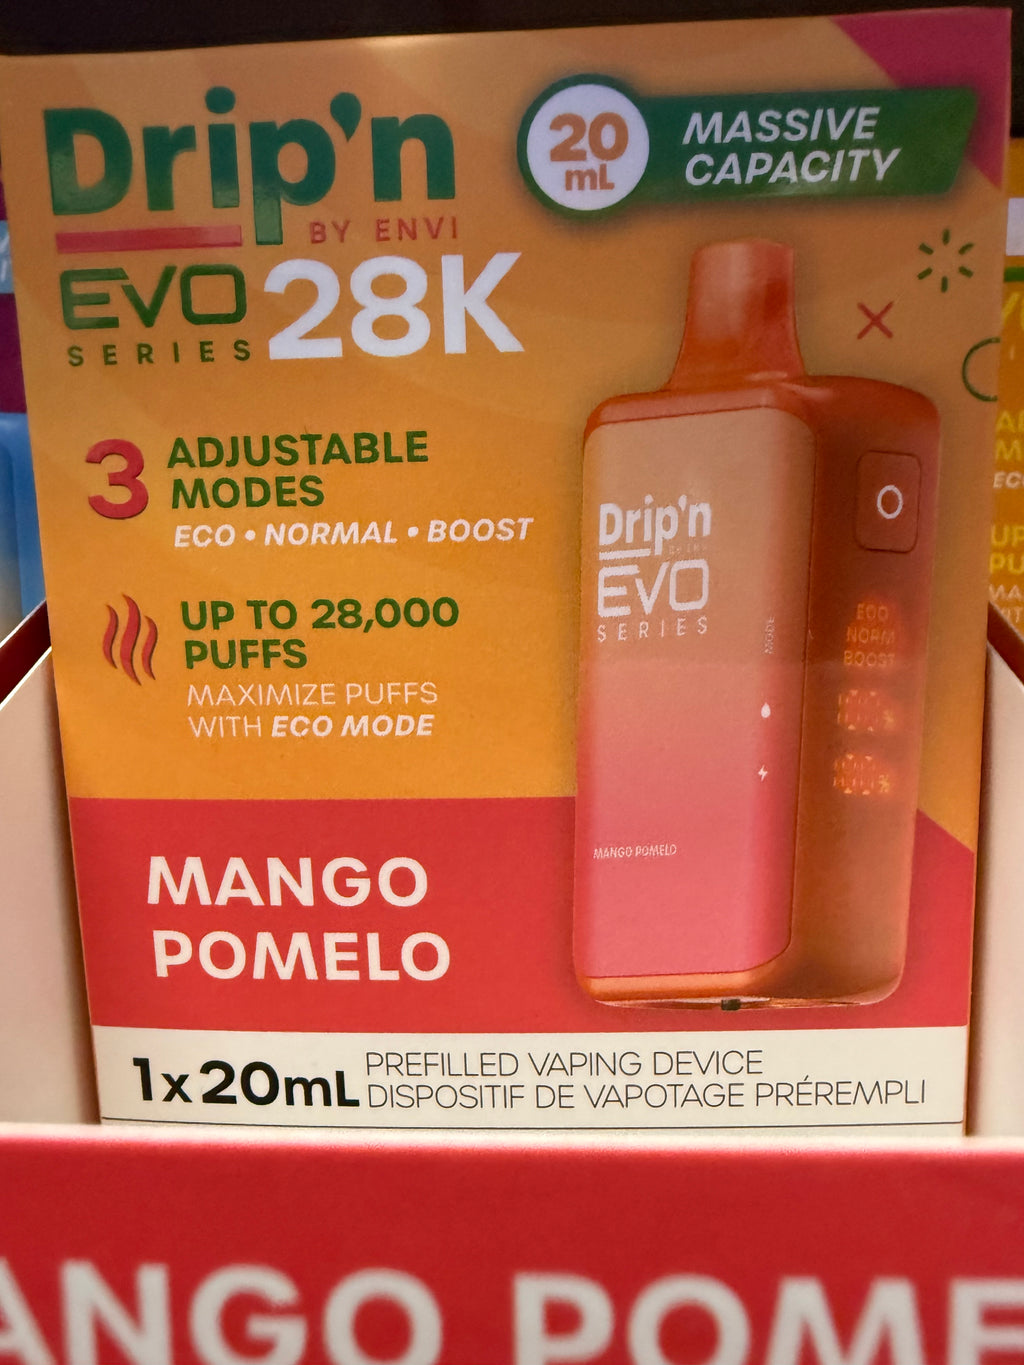 Drip'n
BY ENVI
EVO
SERIES
28K
20
mL
MASSIVE
CAPACITY
3
ADJUSTABLE
MODES
ECO • NORMAL • BOOST
UP TO 28,000
PUFFS
MAXIMIZE PUFFS
WITH ECO MODE
Drip'n
EVO
SERIES
MODE
MANGO POMELO
ECO
NORM
BOOST
100%
100%
MANGO
POMELO
1x20mL
PREFILLED VAPING DEVICE
DISPOSITIF DE VAPOTAGE PRÉREMPLI
ANGO POME